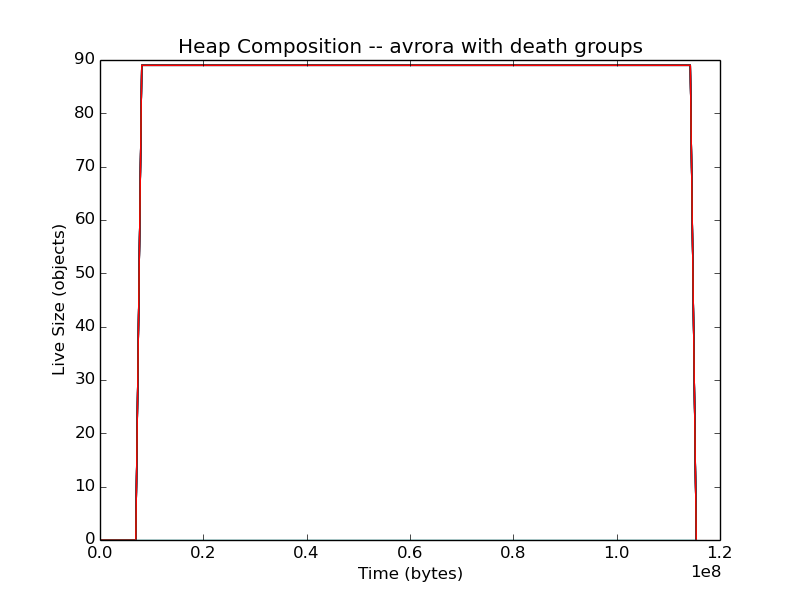 Heap Composition -- avrora with death groups
90
80
70
60
50
40
30
20
10
0
Live Size (objects)
0.0 0.2 0.4 0.6 0.8 1.0 1.2
1e8
Time (bytes)